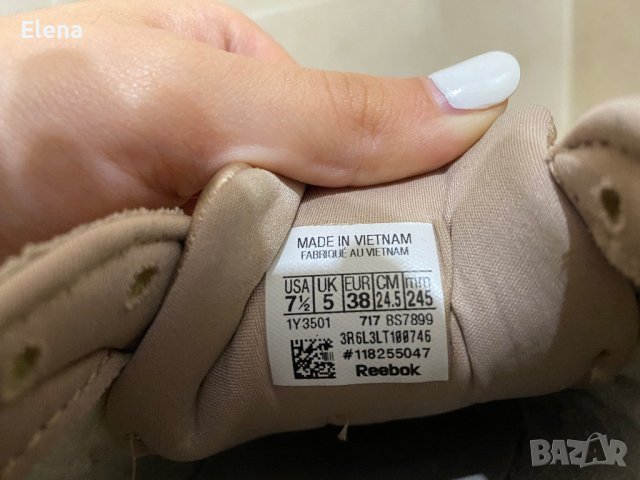 Elena
MADE IN VIETNAM
FABRIQUÉ AU VIETNAM
USA UK EUR CM mm
7½ 5 38 24.5 245
1Y3501 717 BS7899
3R6L3LT100746
#118255047
Reebok
BAZAR